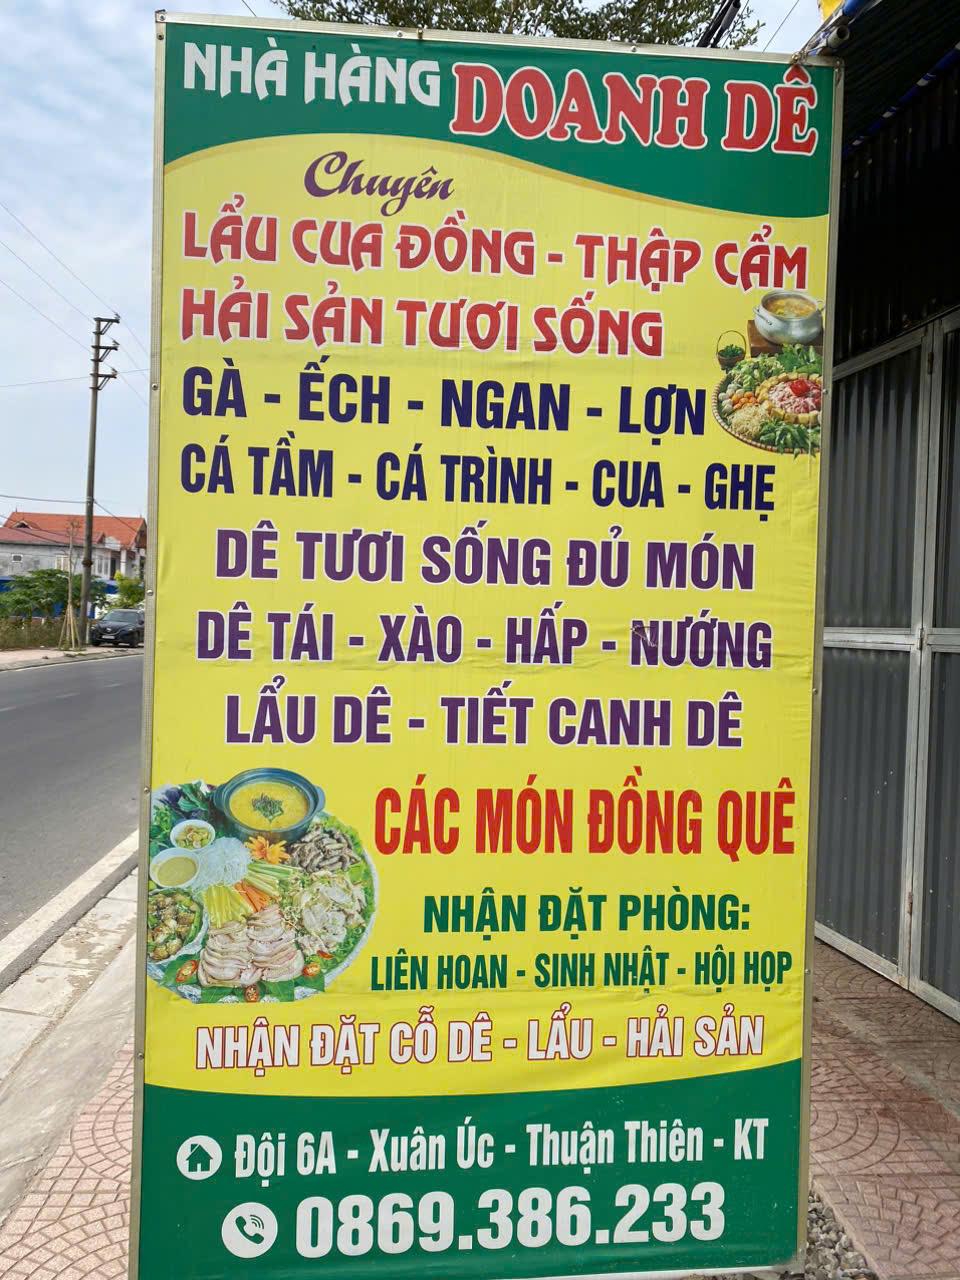 NHÀ HÀNG DOANH DÊ
Chuyên
LẨU CUA ĐỒNG - THẬP CẨM
HẢI SẢN TƯƠI SỐNG
GÀ - ẾCH - NGAN - LỢN
CÁ TẦM - CÁ TRÌNH - CUA - GHẸ
DÊ TƯƠI SỐNG ĐỦ MÓN
DÊ TÁI - XÀO - HẤP - NƯỚNG
LẨU DÊ - TIẾT CANH DÊ
CÁC MÓN ĐỒNG QUÊ
NHẬN ĐẶT PHÒNG:
LIÊN HOAN - SINH NHẬT - HỘI HỌP
NHẬN ĐẶT CỖ DÊ - LẨU - HẢI SẢN
Đội 6A - Xuân Úc - Thuận Thiên - KT
0869.386.233